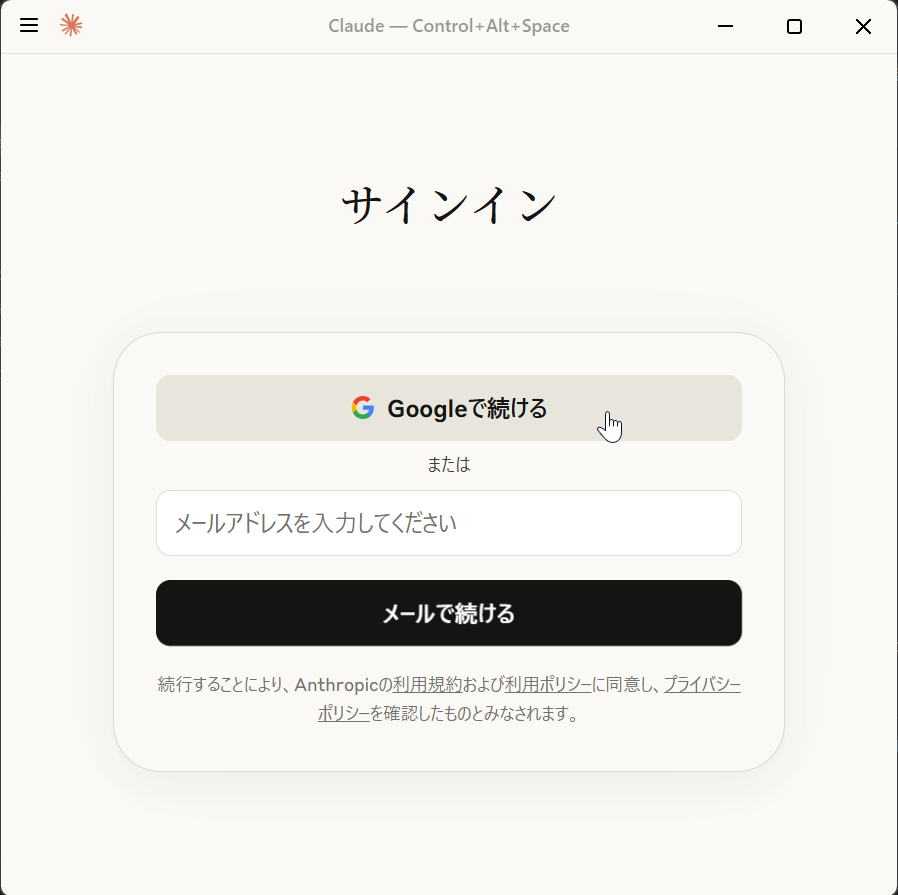 Claude — Control+Alt+Space
サインイン
Googleで続ける
または
メールアドレスを入力してください
メールで続ける
続行することにより、Anthropicの利用規約および利用ポリシーに同意し、プライバシー
ポリシーを確認したものとみなされます。